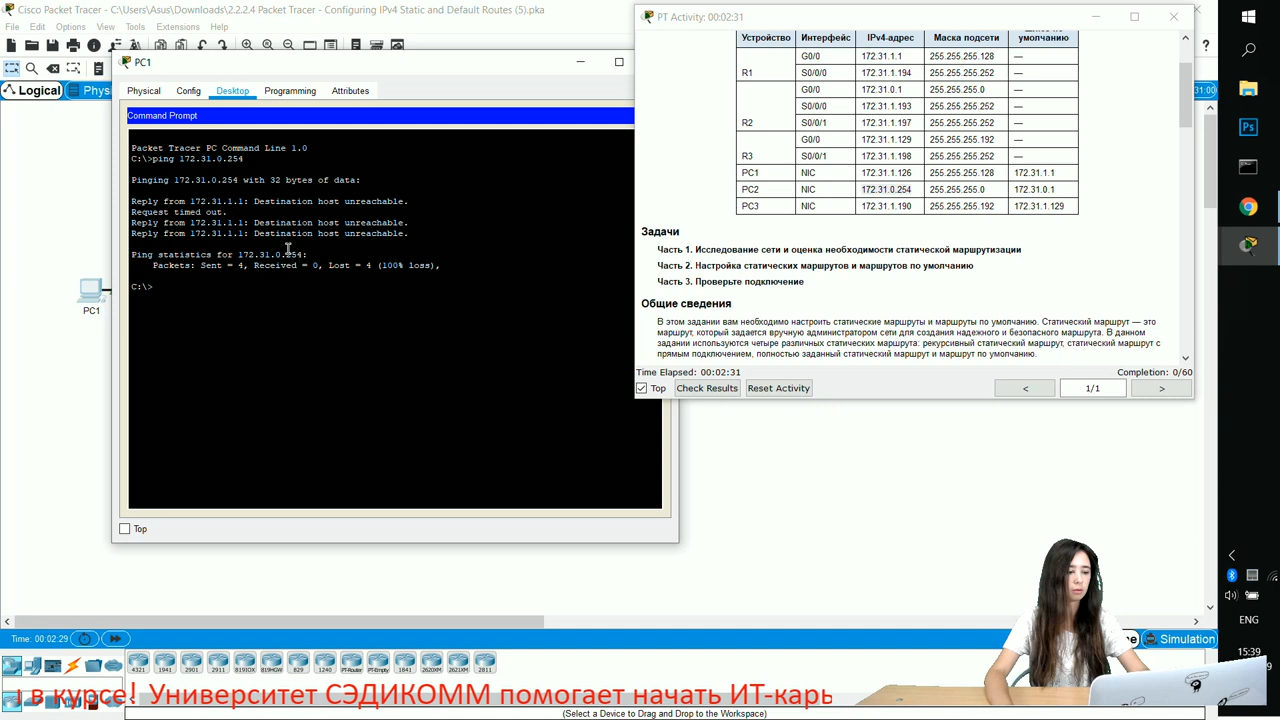 Cisco Packet Tracer - C:\Users\Asus\Downloads\2.2.2.4 Packet Tracer - Configuring IPv4 Static and Default Routes (5).pka
File Edit Options View Tools Extensions Help
Logical
Physi
PC1
Physical Config Desktop Programming Attributes
Command Prompt
Packet Tracer PC Command Line 1.0
C:\>ping 172.31.0.254
Pinging 172.31.0.254 with 32 bytes of data:
Reply from 172.31.1.1: Destination host unreachable.
Request timed out.
Reply from 172.31.1.1: Destination host unreachable.
Reply from 172.31.1.1: Destination host unreachable.
Ping statistics for 172.31.0.254:
Packets: Sent = 4, Received = 0, Lost = 4 (100% loss),
C:\>
Top
PC1
PT Activity: 00:02:31
Устройство Интерфейс IPv4-адрес Маска подсети умолчанию
R1 G0/0 172.31.1.1 255.255.255.128 —
S0/0/0 172.31.1.194 255.255.255.252 —
R2 G0/0 172.31.0.1 255.255.255.0 —
S0/0/0 172.31.1.193 255.255.255.252 —
S0/0/1 172.31.1.197 255.255.255.252 —
R3 G0/0 172.31.1.129 255.255.255.192 —
S0/0/1 172.31.1.198 255.255.255.252 —
PC1 NIC 172.31.1.126 255.255.255.128 172.31.1.1
PC2 NIC 172.31.0.254 255.255.255.0 172.31.0.1
PC3 NIC 172.31.1.190 255.255.255.192 172.31.1.129
Задачи
Часть 1. Исследование сети и оценка необходимости статической маршрутизации
Часть 2. Настройка статических маршрутов и маршрутов по умолчанию
Часть 3. Проверьте подключение
Общие сведения
В этом задании вам необходимо настроить статические маршруты и маршруты по умолчанию. Статический маршрут — это
маршрут, который задается вручную администратором сети для создания надежного и безопасного маршрута. В данном
задании используются четыре различных статических маршрута: рекурсивный статический маршрут, статический маршрут с
прямым подключением, полностью заданный статический маршрут и маршрут по умолчанию.
Time Elapsed: 00:02:31 Completion: 0/60
Top Check Results Reset Activity < 1/1 >
31:00
ENG
15:39
Time: 00:02:29
Simulation
4321 1941 2901 2911 819IOX 819HGW 829 1240 PT-Router PT-Empty 1841 2620XM 2621XM 2811
в курсе! Университет СЭДИКОММ помогает начать ИТ-карь
(Select a Device to Drag and Drop to the Workspace)